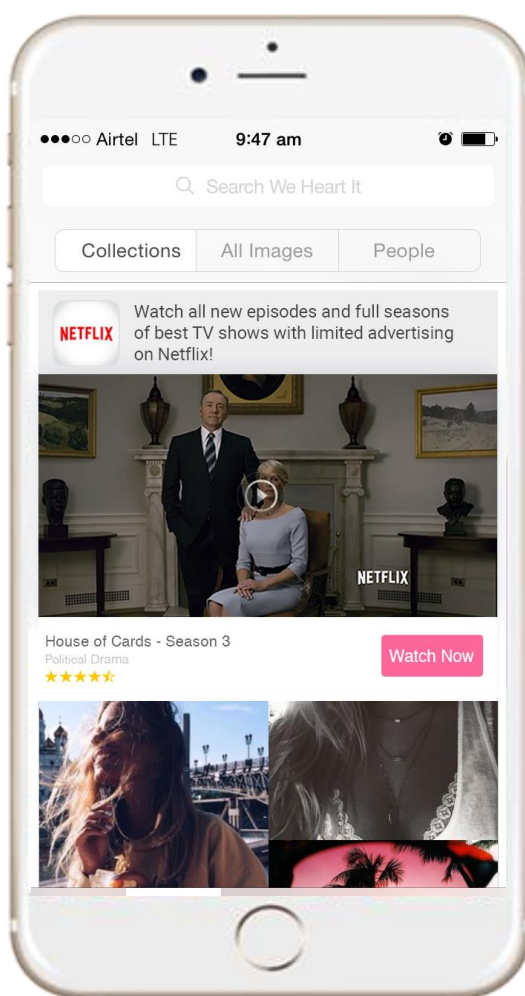 Airtel LTE 9:47 am
Search We Heart It
Collections All Images People
NETFLIX
Watch all new episodes and full seasons
of best TV shows with limited advertising
on Netflix!
NETFLIX
House of Cards - Season 3
Political Drama
Watch Now